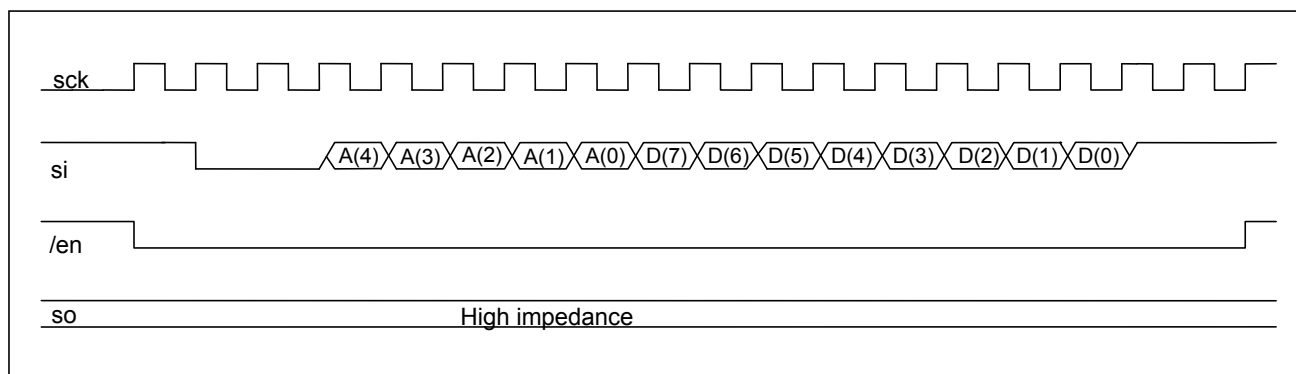 sck
si
A(4) A(3) A(2) A(1) A(0) D(7) D(6) D(5) D(4) D(3) D(2) D(1) D(0)
/en
so
High impedance